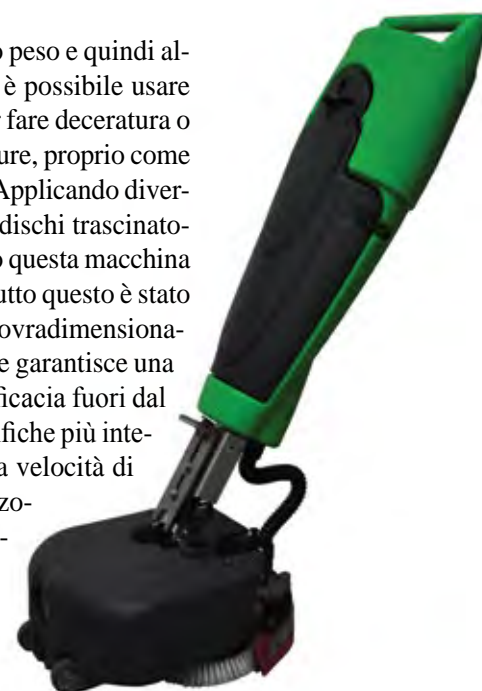 peso e quindi al-
è possibile usare
fare deceratura o
ure, proprio come
Applicando diver-
dischi trascinato-
questa macchina
utto questo è stato
ovradimensiona-
e garantisce una
ficacia fuori dal
ifiche più inte-
a velocità di
zo-
-